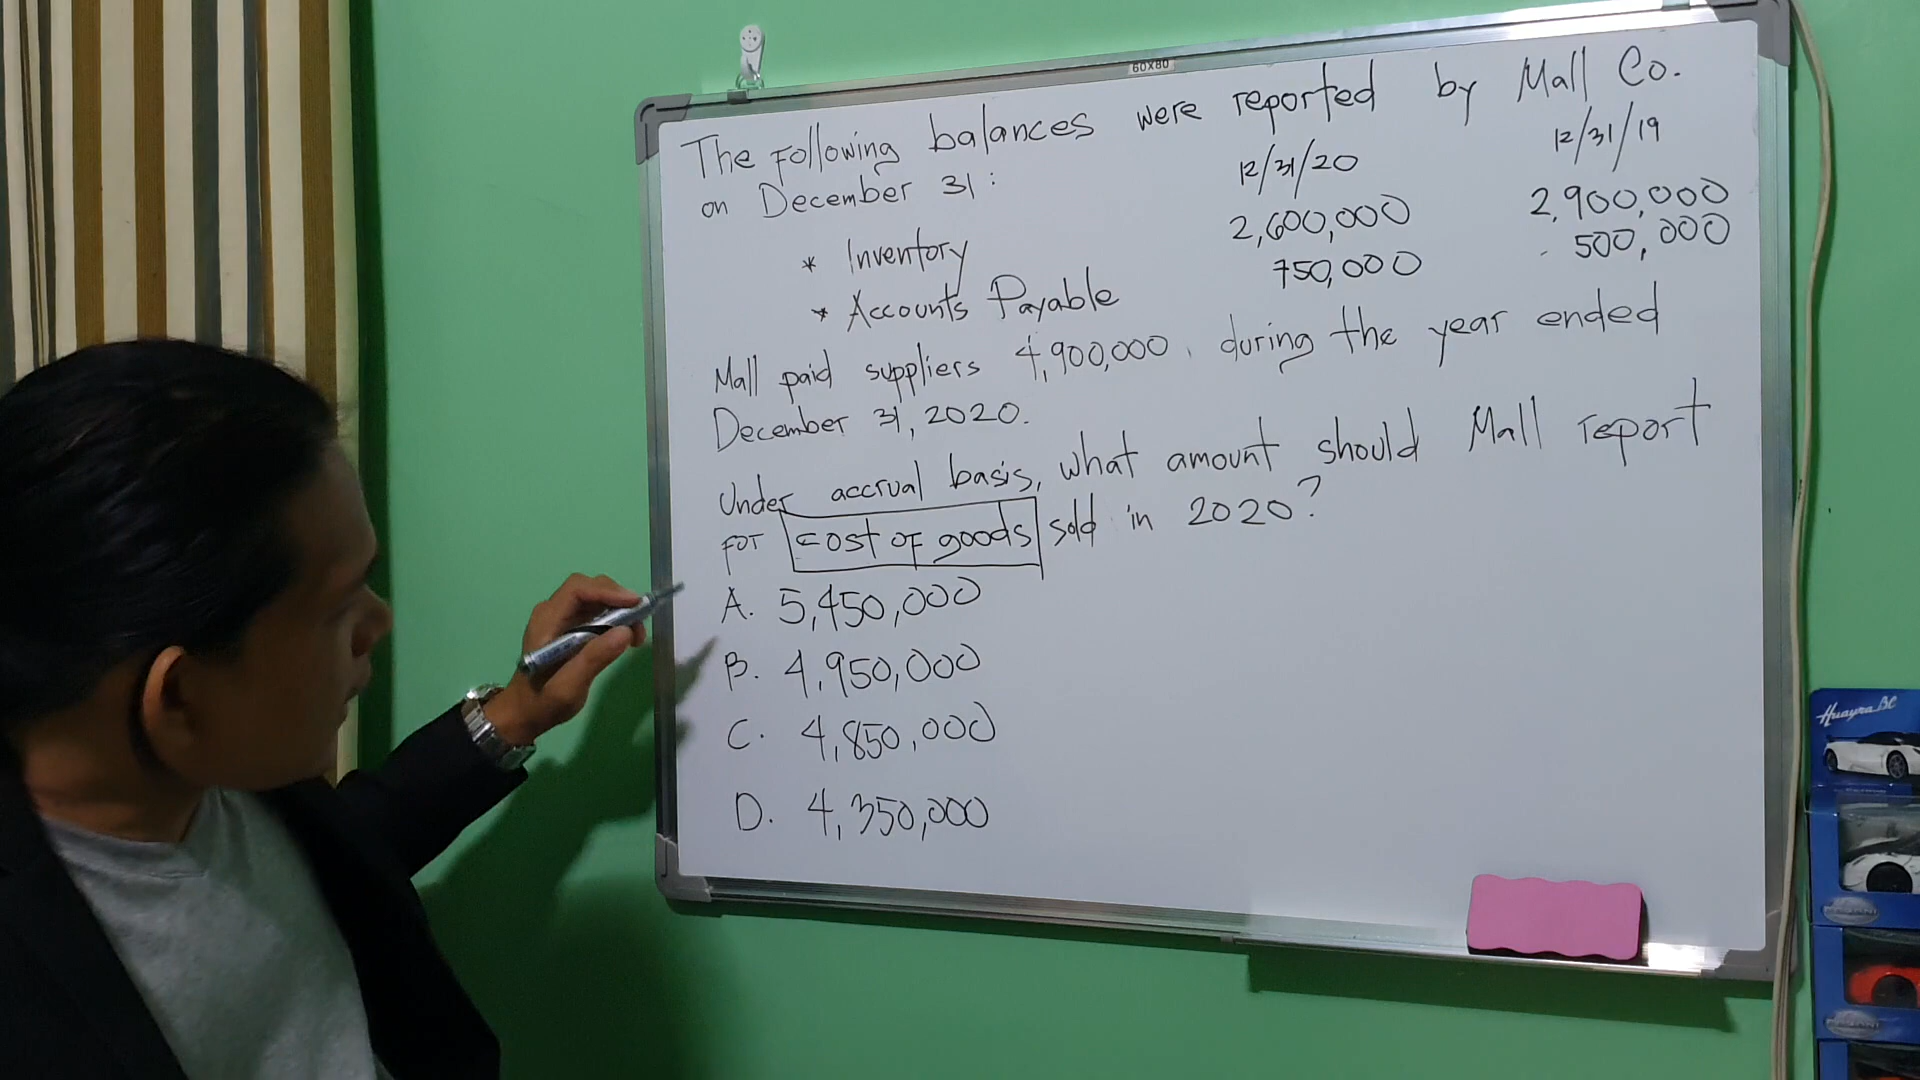 60x80
The Following balances were reported by Mall Co.
on December 31: 12/31/20 12/31/19
* Inventory 2,600,000 2,900,000
* Accounts Payable 750,000 500,000
Mall paid suppliers 4,900,000 during the year ended
December 31, 2020.
Under accrual basis, what amount should Mall report
For cost of goods sold in 2020?
A. 5,450,000
B. 4,950,000
C. 4,850,000
D. 4,350,000
Huayra BC